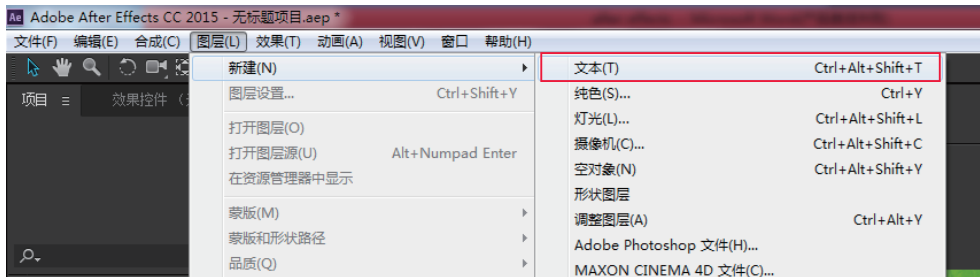 Adobe After Effects CC 2015 - 无标题项目.aep *
文件(F) 编辑(E) 合成(C) 图层(L) 效果(T) 动画(A) 视图(V) 窗口 帮助(H)
项目 效果控件
新建(N)
图层设置... Ctrl+Shift+Y
打开图层(O)
打开图层源(U) Alt+Numpad Enter
在资源管理器中显示
蒙版(M)
蒙版和形状路径
品质(Q)
文本(T) Ctrl+Alt+Shift+T
纯色(S)... Ctrl+Y
灯光(L)... Ctrl+Alt+Shift+L
摄像机(C)... Ctrl+Alt+Shift+C
空对象(N) Ctrl+Alt+Shift+Y
形状图层
调整图层(A) Ctrl+Alt+Y
Adobe Photoshop 文件(H)...
MAXON CINEMA 4D 文件(C)...